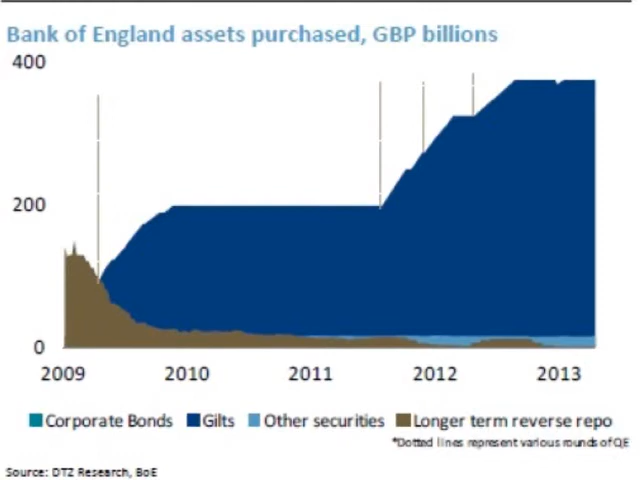 Bank of England assets purchased, GBP billions
400
200
0
2009 2010 2011 2012 2013
Corporate Bonds Gilts Other securities Longer term reverse repo
*Dotted lines represent various rounds of QE
Source: DTZ Research, BoE